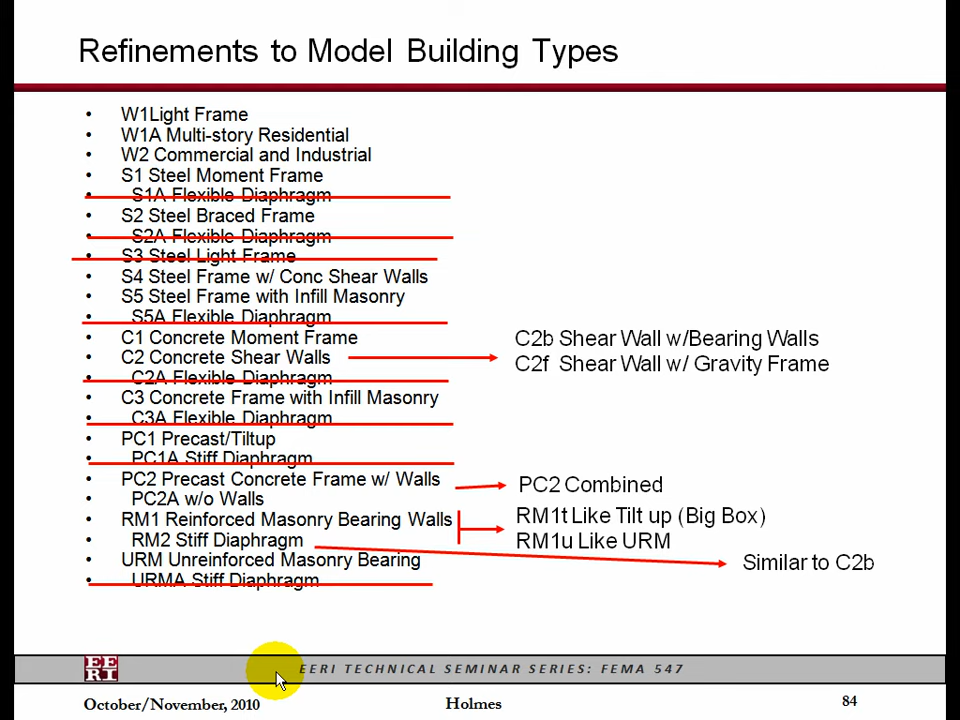 Refinements to Model Building Types
• W1Light Frame
• W1A Multi-story Residential
• W2 Commercial and Industrial
• S1 Steel Moment Frame
• S1A Flexible Diaphragm
• S2 Steel Braced Frame
• S2A Flexible Diaphragm
• S3 Steel Light Frame
• S4 Steel Frame w/ Conc Shear Walls
• S5 Steel Frame with Infill Masonry
• S5A Flexible Diaphragm
• C1 Concrete Moment Frame
• C2 Concrete Shear Walls
• C2A Flexible Diaphragm
• C3 Concrete Frame with Infill Masonry
• C3A Flexible Diaphragm
• PC1 Precast/Tiltup
• PC1A Stiff Diaphragm
• PC2 Precast Concrete Frame w/ Walls
• PC2A w/o Walls
• RM1 Reinforced Masonry Bearing Walls
• RM2 Stiff Diaphragm
• URM Unreinforced Masonry Bearing
• URMA Stiff Diaphragm
C2b Shear Wall w/Bearing Walls
C2f Shear Wall w/ Gravity Frame
PC2 Combined
RM1t Like Tilt up (Big Box)
RM1u Like URM
Similar to C2b
EERI
EERI TECHNICAL SEMINAR SERIES: FEMA 547
October/November, 2010
Holmes
84